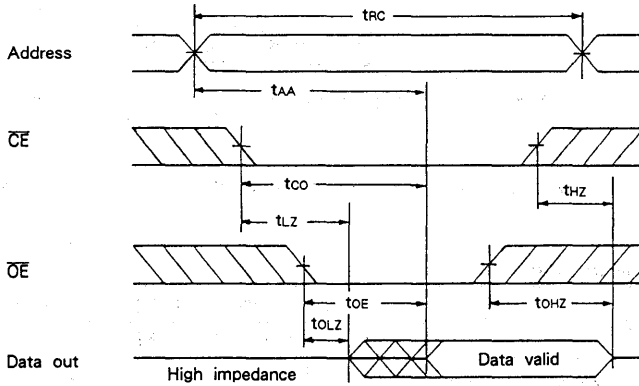 tRC
Address
tAA
CE
tCO
tHZ
tLZ
OE
tOE
tOHZ
tOLZ
Data out
High impedance
Data valid